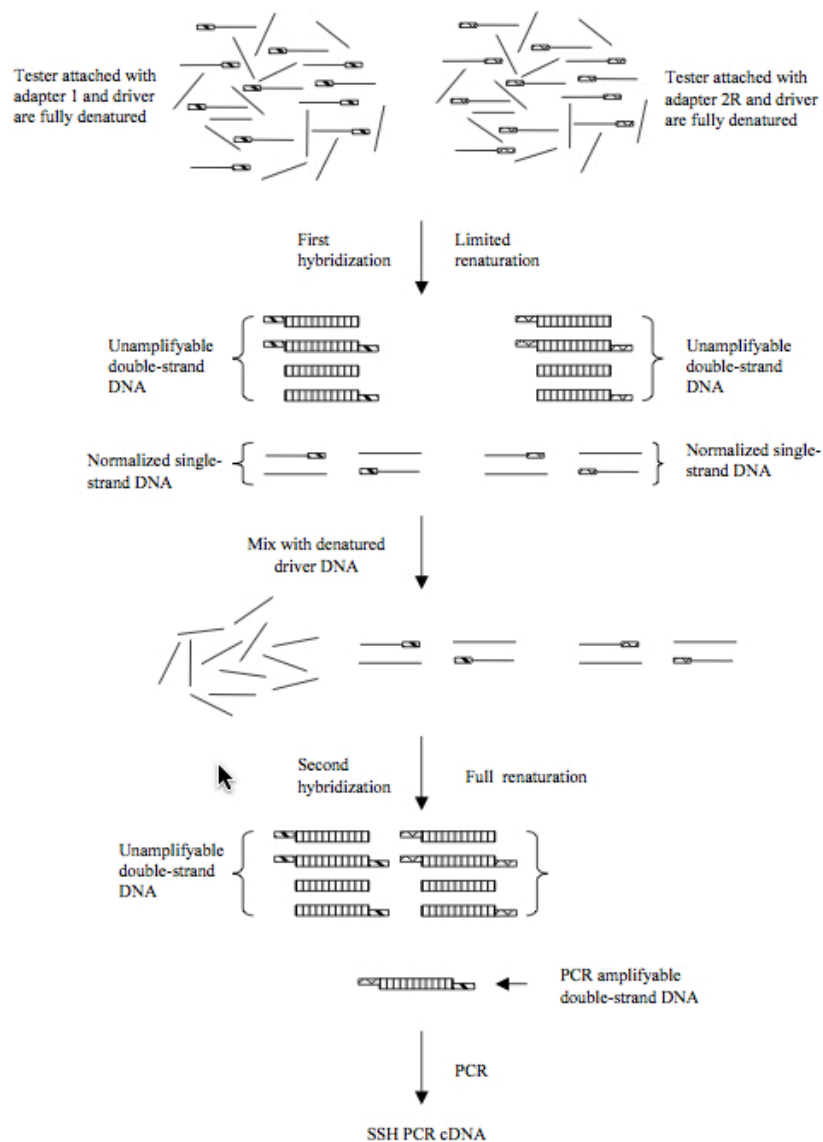 Tester attached with
adapter 1 and driver
are fully denatured
Tester attached with
adapter 2R and driver
are fully denatured
First
hybridization
Limited
renaturation
Unamplifyable
double-strand
DNA
Unamplifyable
double-strand
DNA
Normalized single-
strand DNA
Normalized single-
strand DNA
Mix with denatured
driver DNA
Second
hybridization
Full renaturation
Unamplifyable
double-strand
DNA
PCR amplifyable
double-strand DNA
PCR
SSH PCR cDNA